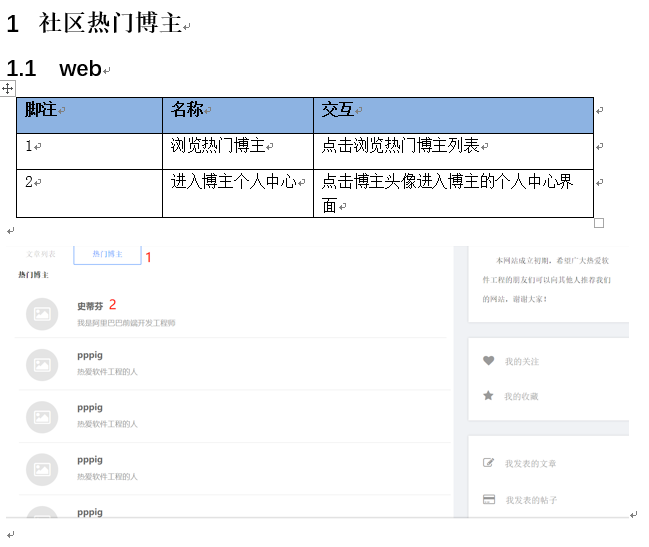 1 社区热门博主
1.1 web
脚注 名称 交互
1 浏览热门博主 点击浏览热门博主列表
2 进入博主个人中心 点击博主头像进入博主的个人中心界
面
文章列表 热门博主 1
热门博主
史蒂芬 2
我是阿里巴巴前端开发工程师
pppig
热爱软件工程的人
pppig
热爱软件工程的人
pppig
热爱软件工程的人
pppig
本网站成立初期，希望广大热爱软
件工程的朋友们可以向其他人推荐我们
的网站，谢谢大家！
我的关注
我的收藏
我发表的文章
我发表的帖子